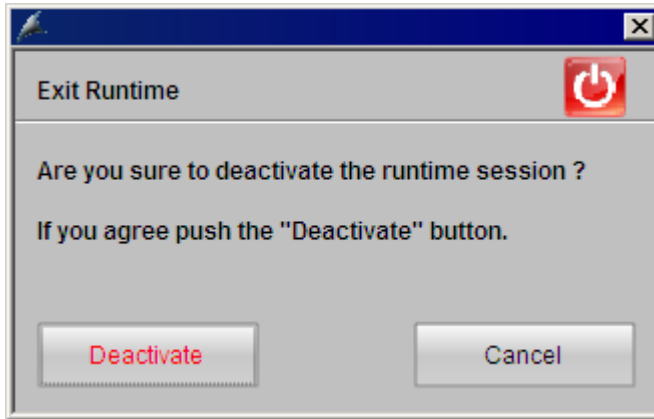 Exit Runtime
Are you sure to deactivate the runtime session ?
If you agree push the "Deactivate" button.
Deactivate
Cancel